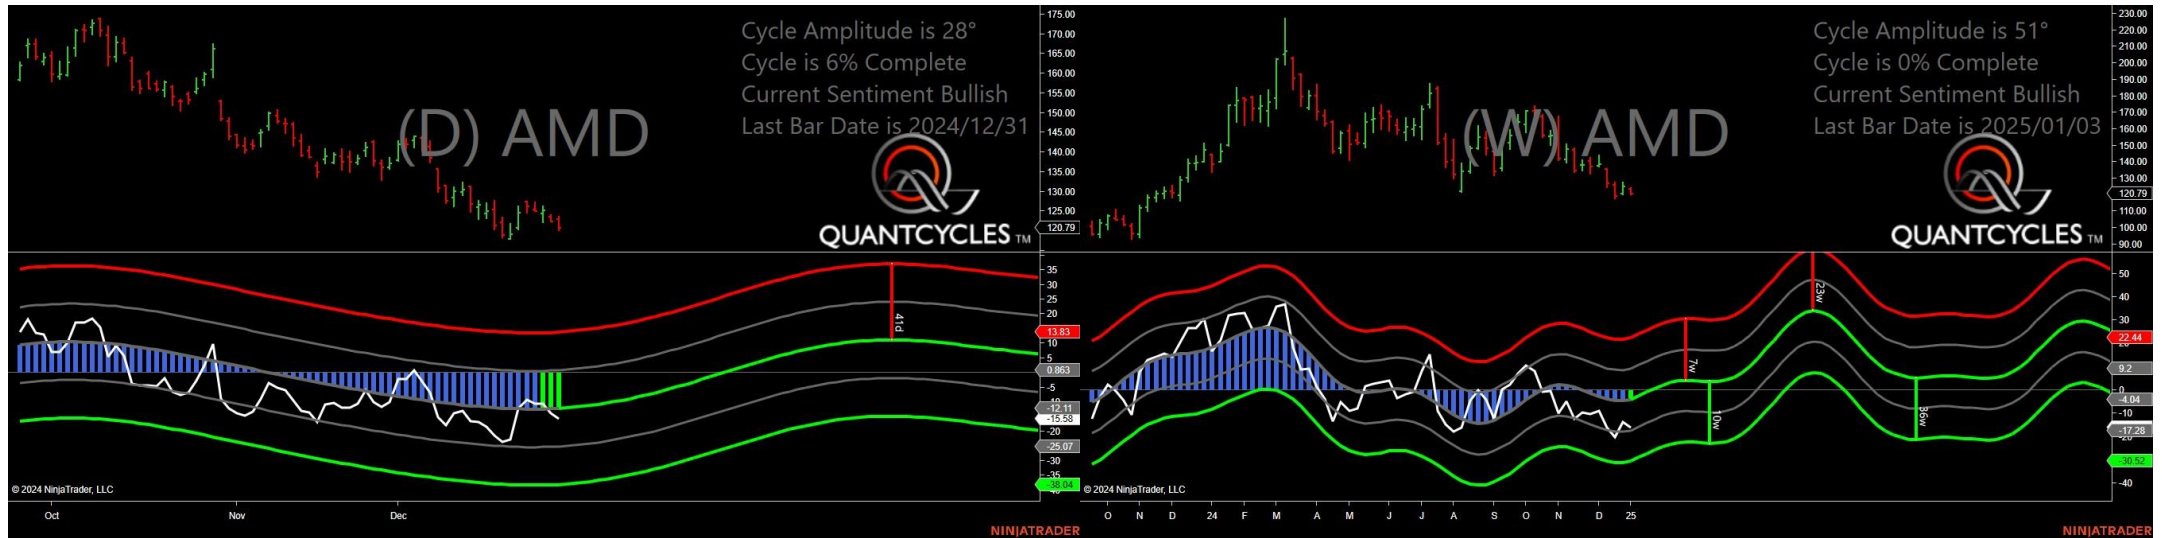 Cycle Amplitude is 28°
Cycle is 6% Complete
Current Sentiment Bullish
Last Bar Date is 2024/12/31
(D) AMD
QUANTCYCLES TM
175.00
170.00
165.00
160.00
155.00
150.00
145.00
140.00
135.00
130.00
125.00
120.79
35
30
25
20
13.83
10
5
0.863
-5
-12.11
-15.58
-20
-25.07
-30
-35
-38.04
41d
© 2024 NinjaTrader, LLC
Oct
Nov
Dec
NINJATRADER
Cycle Amplitude is 51°
Cycle is 0% Complete
Current Sentiment Bullish
Last Bar Date is 2025/01/03
(W) AMD
QUANTCYCLES TM
230.00
210.00
200.00
190.00
180.00
170.00
160.00
150.00
140.00
130.00
120.79
110.00
100.00
90.00
50
40
30
22.44
9.2
0
-4.04
-10
-17.28
-30.52
-40
7w
10w
23w
36w
© 2024 NinjaTrader, LLC
O N D 24 F M A M J J A S O N D 25
NINJATRADER